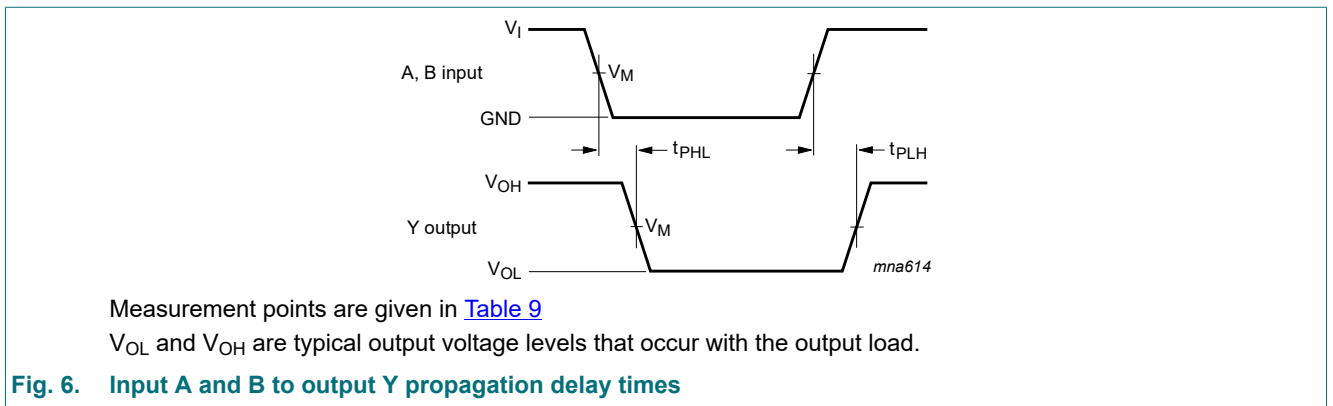 VI
A, B input
VM
GND
tPHL
tPLH
VOH
Y output
VM
VOL
mna614
Measurement points are given in Table 9
VOL and VOH are typical output voltage levels that occur with the output load.
Fig. 6. Input A and B to output Y propagation delay times